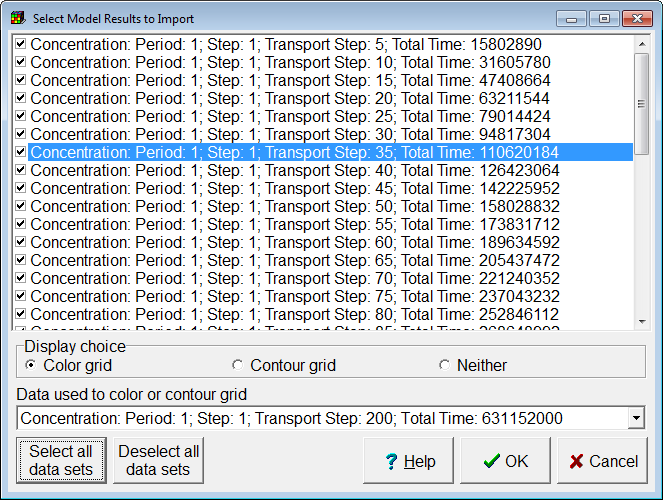 Select Model Results to Import
Concentration: Period: 1; Step: 1; Transport Step: 5; Total Time: 15802890
Concentration: Period: 1; Step: 1; Transport Step: 10; Total Time: 31605780
Concentration: Period: 1; Step: 1; Transport Step: 15; Total Time: 47408664
Concentration: Period: 1; Step: 1; Transport Step: 20; Total Time: 63211544
Concentration: Period: 1; Step: 1; Transport Step: 25; Total Time: 79014424
Concentration: Period: 1; Step: 1; Transport Step: 30; Total Time: 94817304
Concentration: Period: 1; Step: 1; Transport Step: 35; Total Time: 110620184
Concentration: Period: 1; Step: 1; Transport Step: 40; Total Time: 126423064
Concentration: Period: 1; Step: 1; Transport Step: 45; Total Time: 142225952
Concentration: Period: 1; Step: 1; Transport Step: 50; Total Time: 158028832
Concentration: Period: 1; Step: 1; Transport Step: 55; Total Time: 173831712
Concentration: Period: 1; Step: 1; Transport Step: 60; Total Time: 189634592
Concentration: Period: 1; Step: 1; Transport Step: 65; Total Time: 205437472
Concentration: Period: 1; Step: 1; Transport Step: 70; Total Time: 221240352
Concentration: Period: 1; Step: 1; Transport Step: 75; Total Time: 237043232
Concentration: Period: 1; Step: 1; Transport Step: 80; Total Time: 252846112
Concentration: Period: 1; Step: 1; Transport Step: 85; Total Time:
Display choice
Color grid Contour grid Neither
Data used to color or contour grid
Concentration: Period: 1; Step: 1; Transport Step: 200; Total Time: 631152000
Select all
data sets
Deselect all
data sets
Help
OK
Cancel